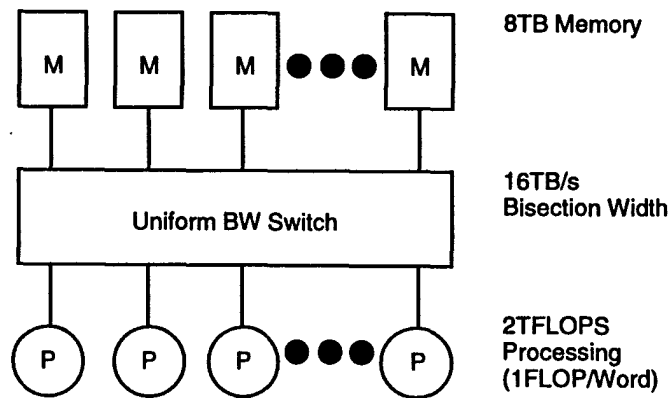 8TB Memory
M M M M
16TB/s
Bisection Width
Uniform BW Switch
2TFLOPS
Processing
(1FLOP/Word)
P P P P